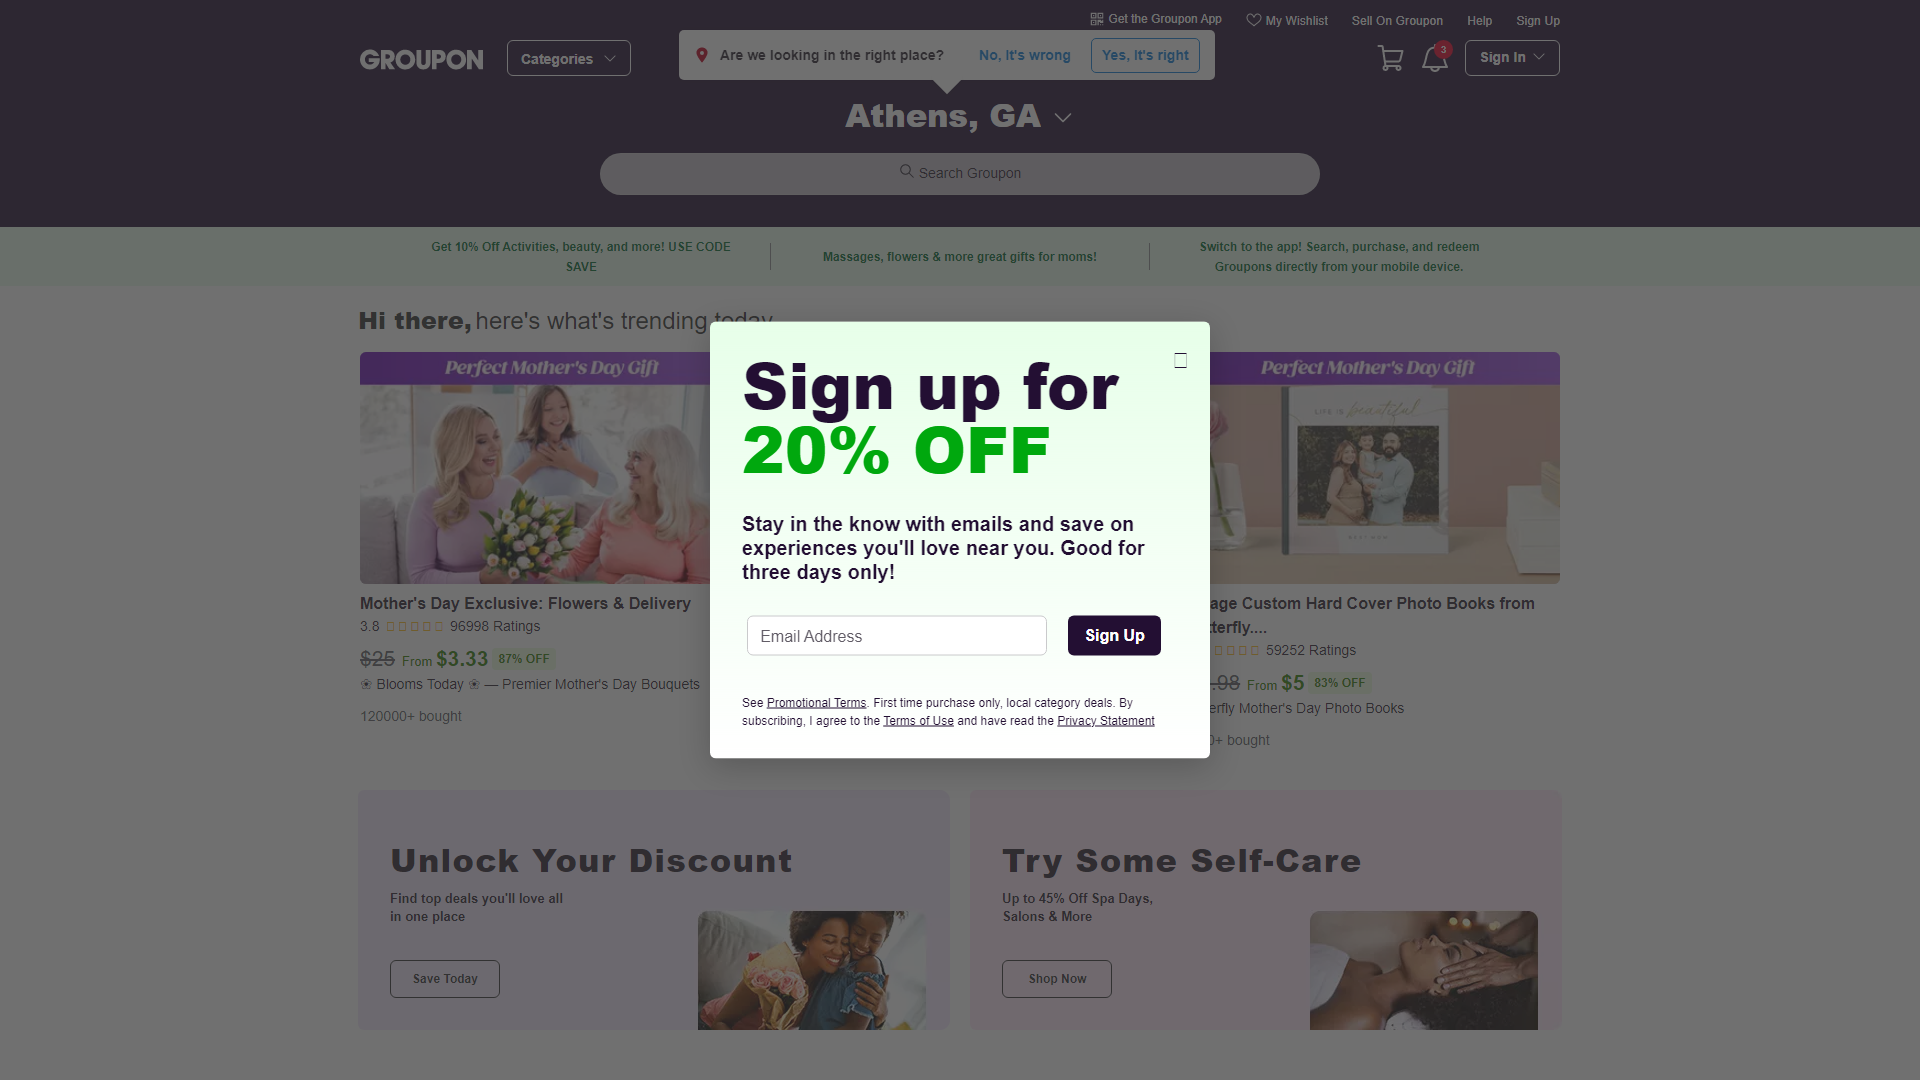 Get the Groupon App
My Wishlist
Sell On Groupon
Help
Sign Up
GROUPON
Categories
Are we looking in the right place?
No, It's wrong
Yes, It's right
3
Sign In
Athens, GA
Search Groupon
Get 10% Off Activities, beauty, and more! USE CODE
SAVE
Massages, flowers & more great gifts for moms!
Switch to the app! Search, purchase, and redeem
Groupons directly from your mobile device.
Hi there, here's what's trending today
Perfect Mother's Day Gift
Mother's Day Exclusive: Flowers & Delivery
3.8 96998 Ratings
$25 From $3.33 87% OFF
❀ Blooms Today ❀ — Premier Mother's Day Bouquets
120000+ bought
Sign up for
20% OFF
Stay in the know with emails and save on
experiences you'll love near you. Good for
three days only!
Email Address
Sign Up
See Promotional Terms. First time purchase only, local category deals. By
subscribing, I agree to the Terms of Use and have read the Privacy Statement
Perfect Mother's Day Gift
LIFE IS beautiful
Custom Hard Cover Photo Books from
59252 Ratings
.98 From $5 83% OFF
Mother's Day Photo Books
bought
Unlock Your Discount
Find top deals you'll love all
in one place
Save Today
Try Some Self-Care
Up to 45% Off Spa Days,
Salons & More
Shop Now